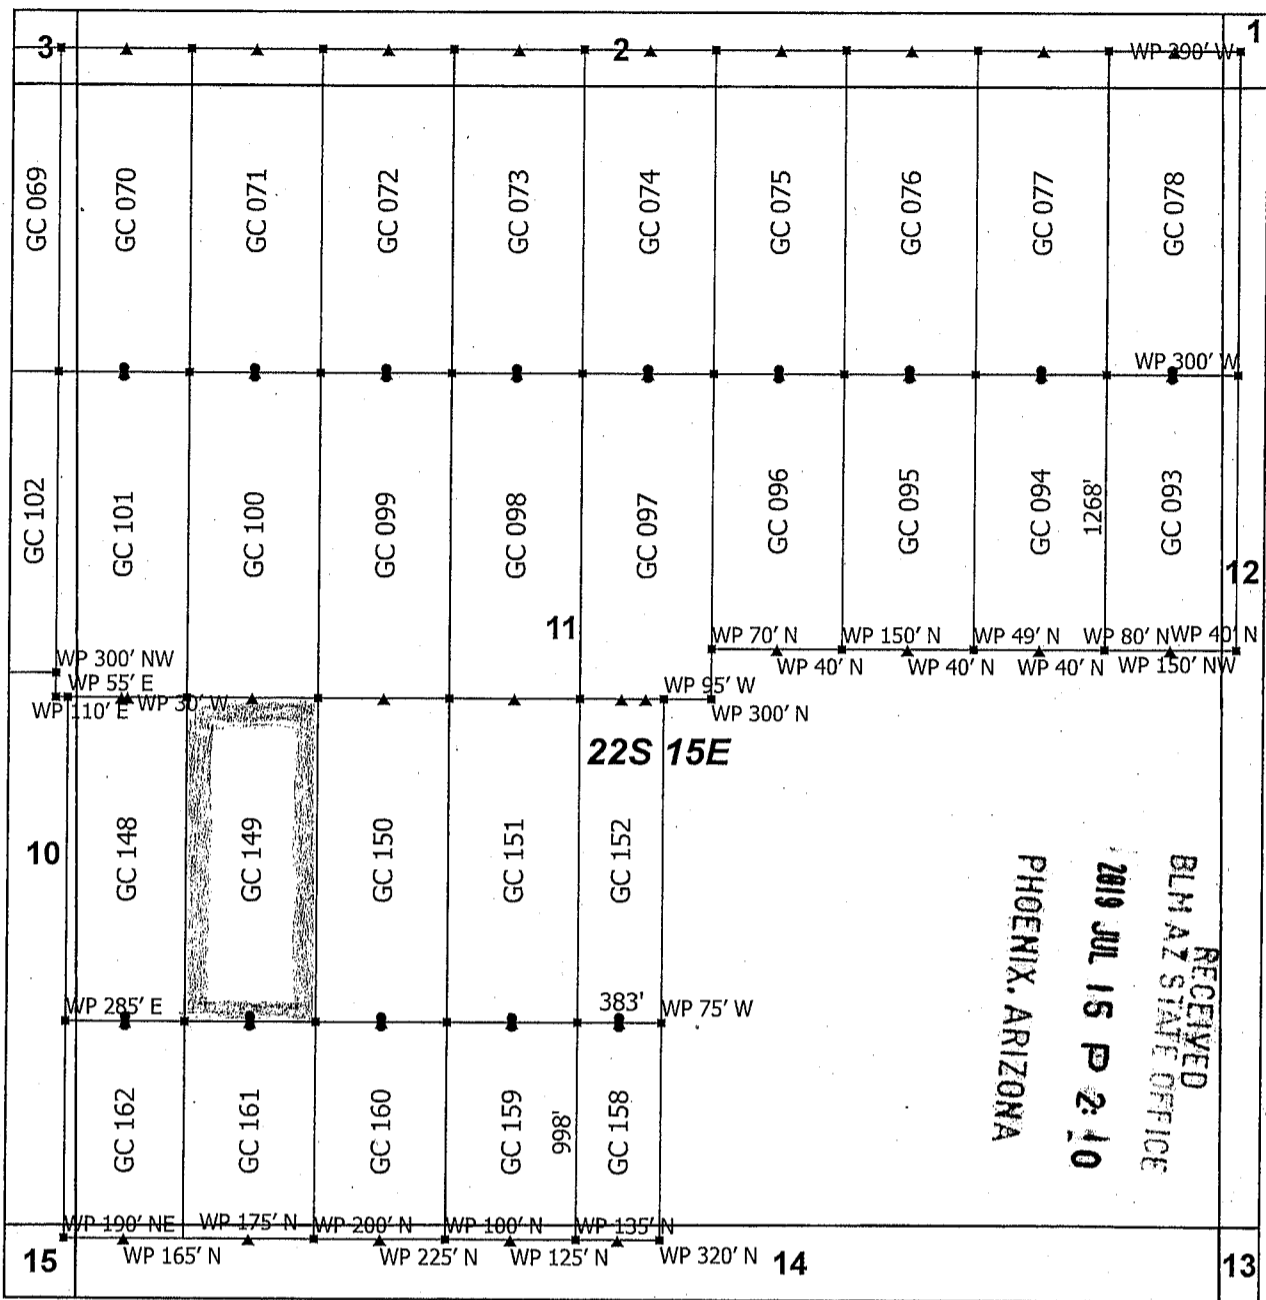 3
2
1
WP 290' W
GC 069
GC 070
GC 071
GC 072
GC 073
GC 074
GC 075
GC 076
GC 077
GC 078
WP 300' W
GC 102
GC 101
GC 100
GC 099
GC 098
GC 097
GC 096
GC 095
GC 094
1268'
GC 093
12
11
WP 70' N
WP 150' N
WP 49' N
WP 80' N
WP 40' N
WP 40' N
WP 40' N
WP 40' N
WP 150' NW
WP 300' NW
WP 55' E
WP 110' E
WP 30' W
WP 95' W
WP 300' N
22S 15E
10
GC 148
GC 149
GC 150
GC 151
GC 152
RECEIVED
BLM AZ STATE OFFICE
2019 JUL 15 P 2:10
PHOENIX, ARIZONA
WP 285' E
383'
WP 75' W
GC 162
GC 161
GC 160
GC 159
998'
GC 158
WP 190' NE
WP 175' N
WP 200' N
WP 100' N
WP 135' N
WP 165' N
WP 225' N
WP 125' N
WP 320' N
15
14
13